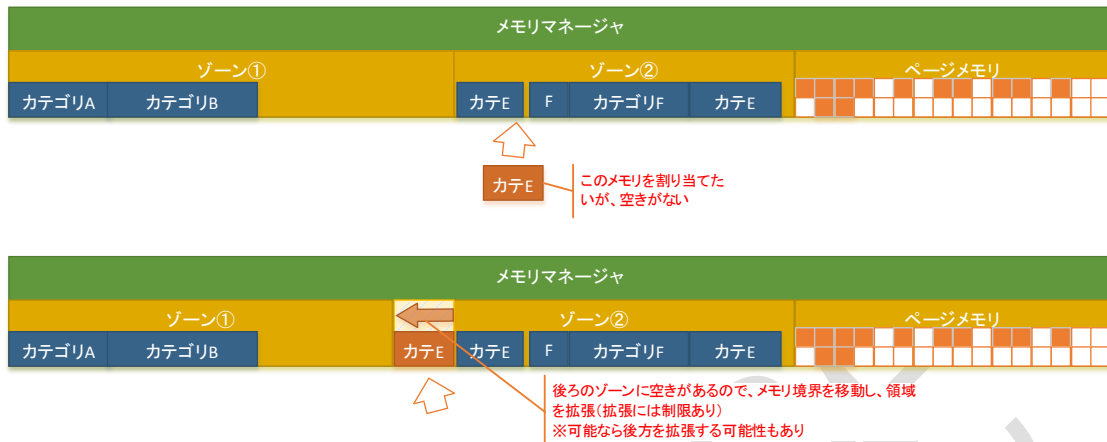 メモリマネージャ
ゾーン①
ゾーン②
ページメモリ
カテゴリA
カテゴリB
カテE
F
カテゴリF
カテE
カテE
このメモリを割り当てた
いが、空きがない
メモリマネージャ
ゾーン①
ゾーン②
ページメモリ
カテゴリA
カテゴリB
カテE
カテE
F
カテゴリF
カテE
後ろのゾーンに空きがあるので、メモリ境界を移動し、領域
を拡張(拡張には制限あり)
※可能なら後方を拡張する可能性もあり